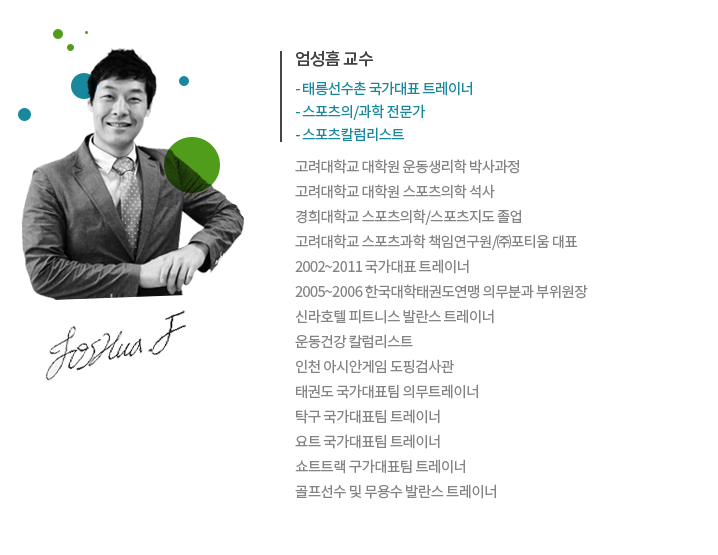 엄성흠 교수
- 태릉선수촌 국가대표 트레이너
- 스포츠의/과학 전문가
- 스포츠칼럼리스트
고려대학교 대학원 운동생리학 박사과정
고려대학교 대학원 스포츠의학 석사
경희대학교 스포츠의학/스포츠지도 졸업
고려대학교 스포츠과학 책임연구원/㈜포티움 대표
2002~2011 국가대표 트레이너
2005~2006 한국대학태권도연맹 의무분과 부위원장
신라호텔 피트니스 발란스 트레이너
운동건강 칼럼리스트
인천 아시안게임 도핑검사관
태권도 국가대표팀 의무트레이너
탁구 국가대표팀 트레이너
요트 국가대표팀 트레이너
쇼트트랙 구가대표팀 트레이너
골프선수 및 무용수 발란스 트레이너
Joshua.J